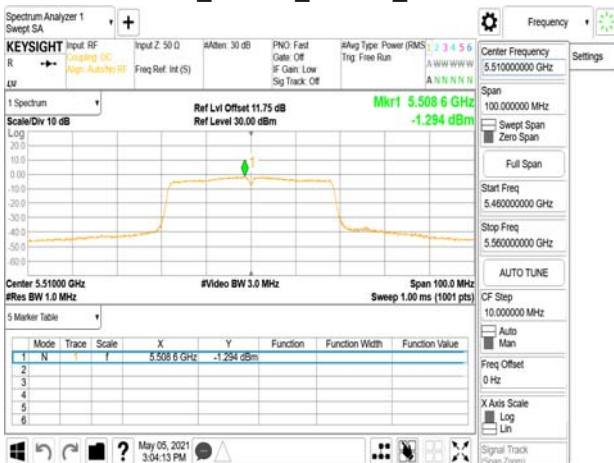 Spectrum Analyzer 1
Swept SA
Frequency
KEYSIGHT
R
Input: RF
Coupling: DC
Align: Auto/No RF
Input Z: 50 Ω
Freq Ref: Int (S)
#Atten: 30 dB
PNO: Fast
Gate: Off
IF Gain: Low
Sig Track: Off
#Avg Type: Power (RMS
Trig: Free Run
1 2 3 4 5 6
A W W W W W
A N N N N N
1 Spectrum
Scale/Div 10 dB
Log
Ref Lvl Offset 11.75 dB
Ref Level 30.00 dBm
Mkr1 5.508 6 GHz
-1.294 dBm
1
20.0
10.0
0.00
-10.0
-20.0
-30.0
-40.0
-50.0
-60.0
Center 5.51000 GHz
#Res BW 1.0 MHz
#Video BW 3.0 MHz
Span 100.0 MHz
Sweep 1.00 ms (1001 pts)
5 Marker Table
Mode Trace Scale X Y Function Function Width Function Value
1 N 1 f 5.508 6 GHz -1.294 dBm
2
3
4
5
6
May 05, 2021
3:04:13 PM
Center Frequency
5.510000000 GHz
Settings
Span
100.000000 MHz
Swept Span
Zero Span
Full Span
Start Freq
5.460000000 GHz
Stop Freq
5.560000000 GHz
AUTO TUNE
CF Step
10.000000 MHz
Auto
Man
Freq Offset
0 Hz
X Axis Scale
Log
Lin
Signal Track
(Span Zoom)